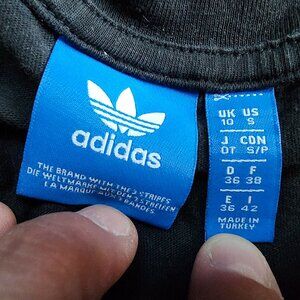 adidas
THE BRAND WITH THE 3 STRIPES
DIE WELTMARKE MIT DEN 3 STREIFEN
LA MARQUE AUX 3 BANDES
UK US
10 S
J CDN
OT S/P
D F
36 38
E I
36 42
MADE IN
TURKEY